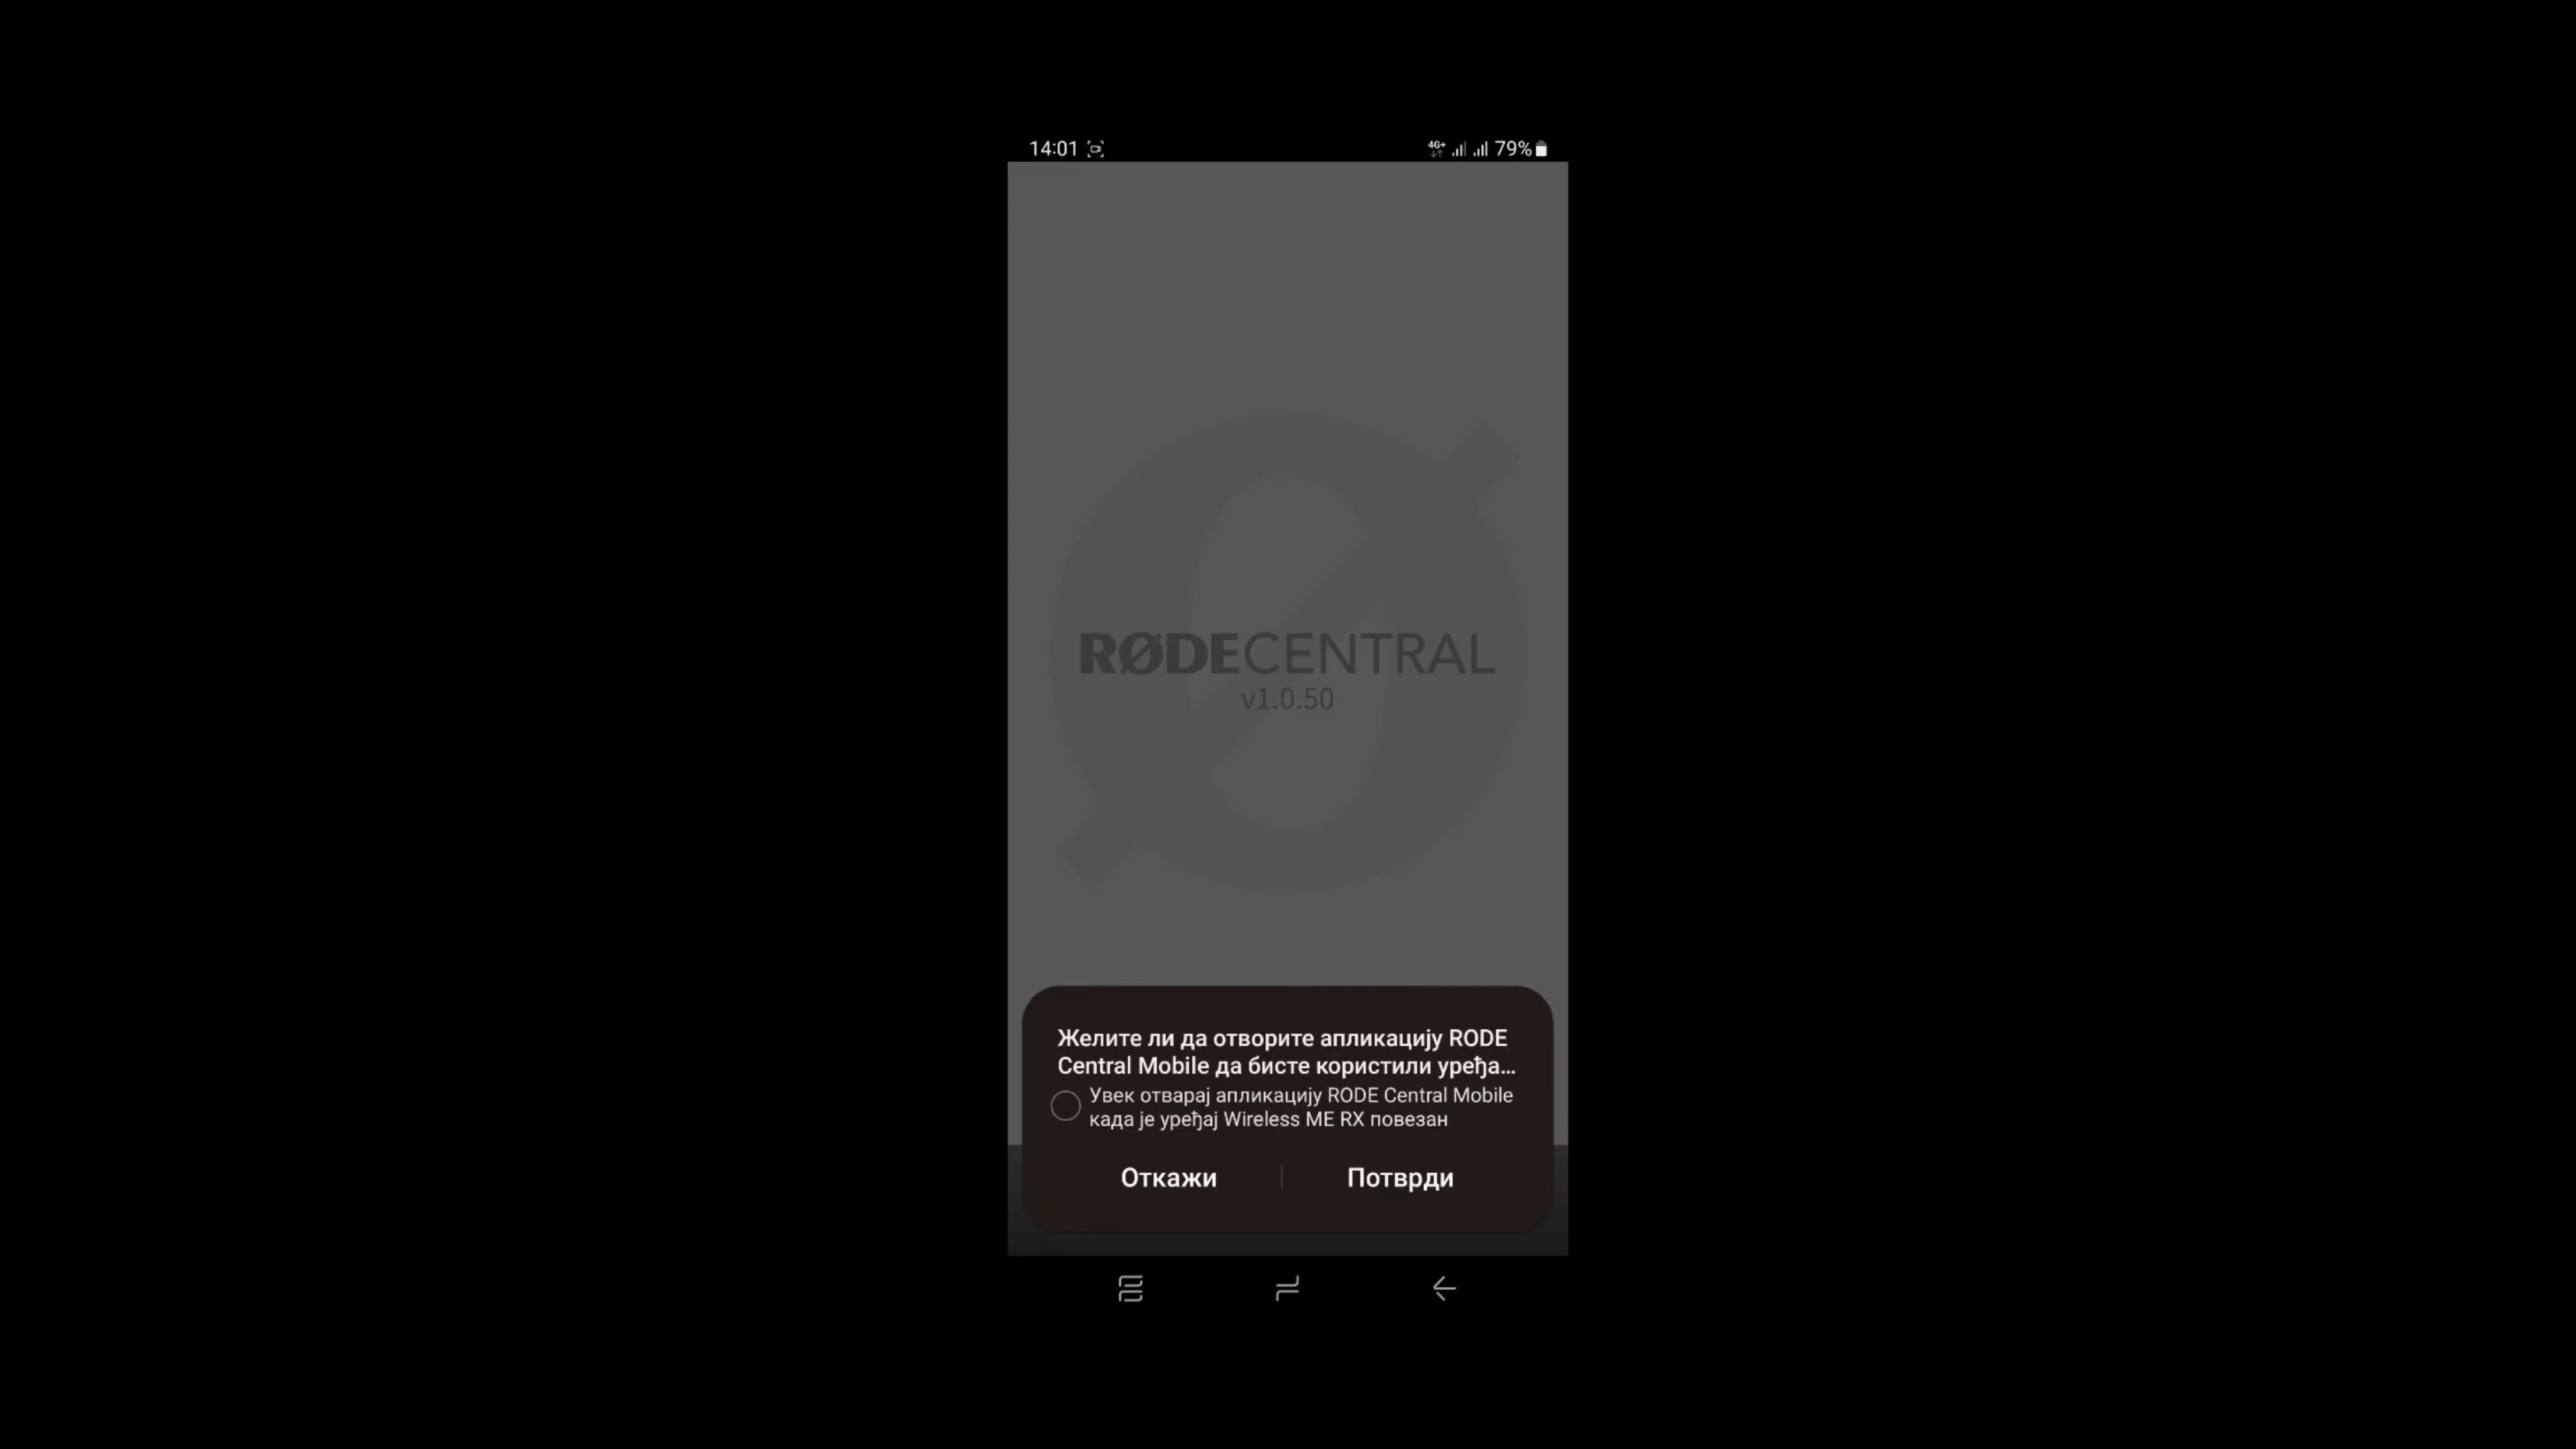 14:01 4G+ 79%
RØDECENTRAL
v1.0.50
Желите ли да отворите апликацију RODE
Central Mobile да бисте користили уређа...
Увек отварај апликацију RODE Central Mobile
када је уређај Wireless ME RX повезан
Откажи Потврди